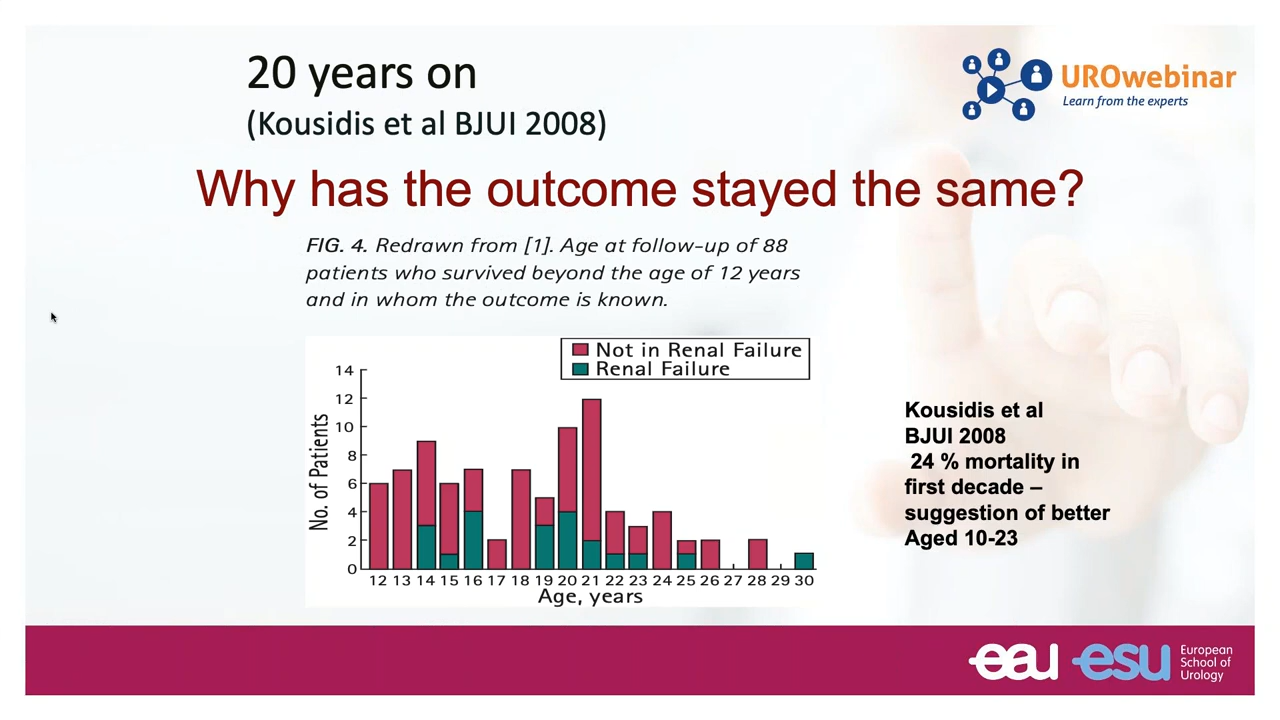 20 years on
(Kousidis et al BJUI 2008)
UROwebinar
Learn from the experts
Why has the outcome stayed the same?
FIG. 4. Redrawn from [1]. Age at follow-up of 88
patients who survived beyond the age of 12 years
and in whom the outcome is known.
Not in Renal Failure
Renal Failure
No. of Patients
14
12
10
8
6
4
2
0
12 13 14 15 16 17 18 19 20 21 22 23 24 25 26 27 28 29 30
Age, years
Kousidis et al
BJUI 2008
24 % mortality in
first decade –
suggestion of better
Aged 10-23
eau esu
European
School of
Urology